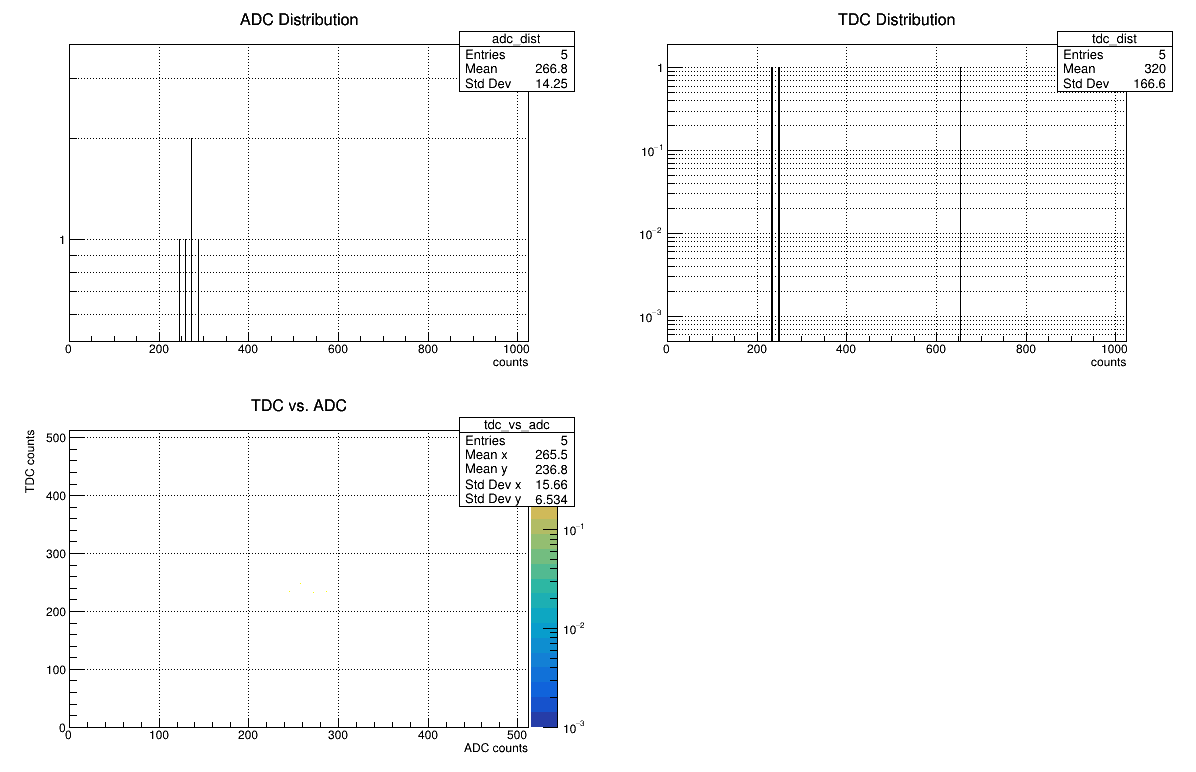 ADC Distribution
adc_dist
Entries 5
Mean 266.8
Std Dev 14.25
1
0 200 400 600 800 1000
counts
TDC Distribution
tdc_dist
Entries 5
Mean 320
Std Dev 166.6
1
10⁻¹
10⁻²
10⁻³
0 200 400 600 800 1000
counts
TDC vs. ADC
tdc_vs_adc
Entries 5
Mean x 265.5
Mean y 236.8
Std Dev x 15.66
Std Dev y 6.534
TDC counts
500
400
300
200
100
0
0 100 200 300 400 500
ADC counts
10⁻¹
10⁻²
10⁻³